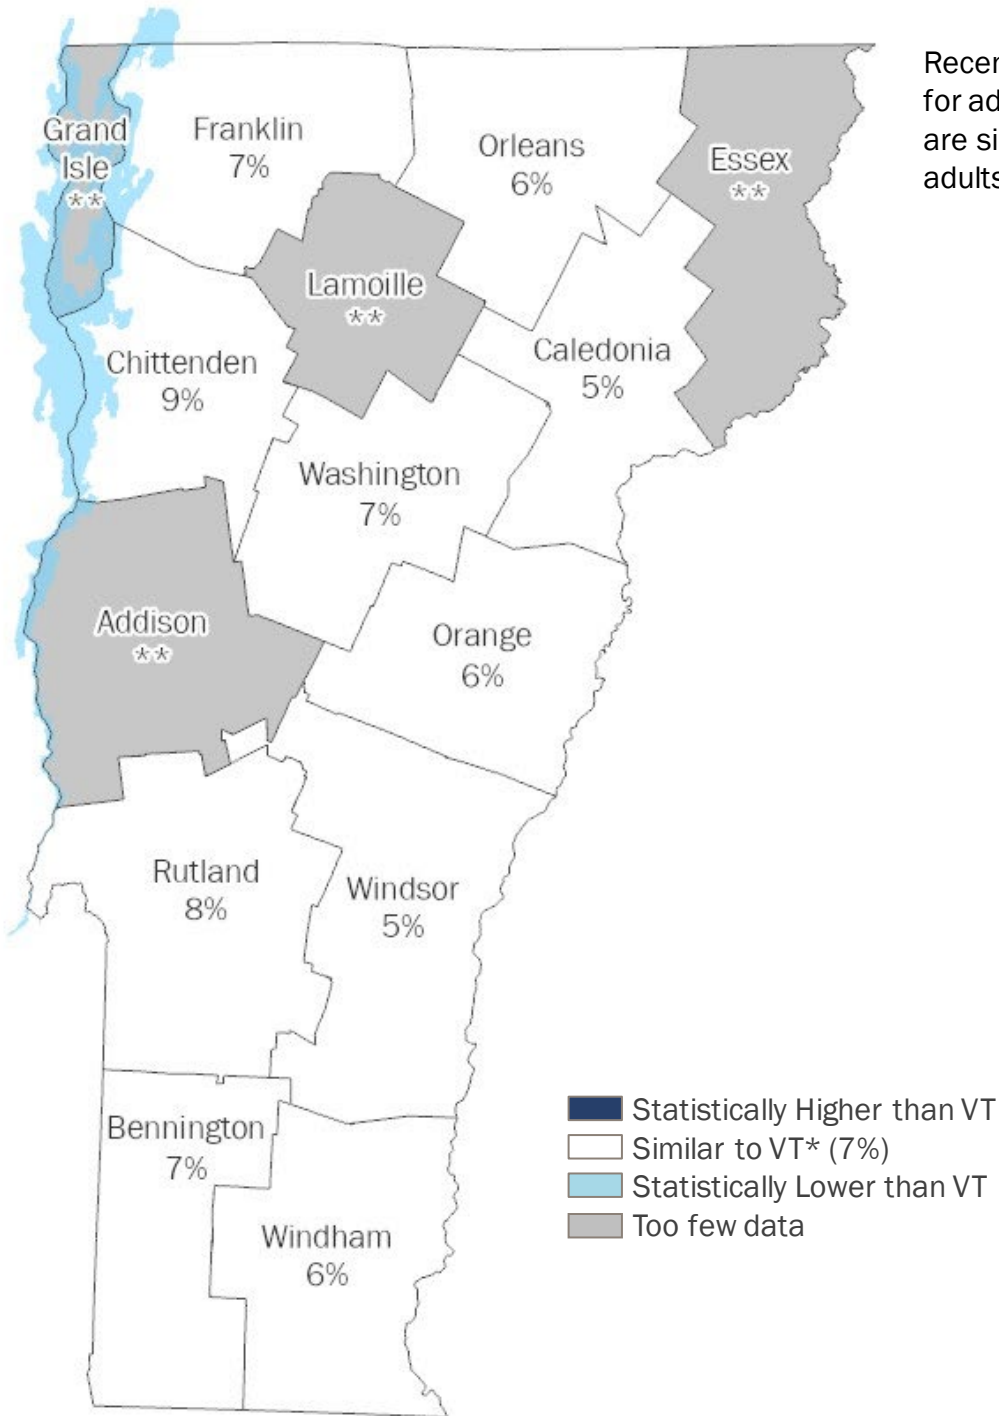 Recen
for ad
are si
adults
Grand
Isle
**
Franklin
7%
Orleans
6%
Essex
**
Lamoille
**
Chittenden
9%
Caledonia
5%
Washington
7%
Addison
**
Orange
6%
Rutland
8%
Windsor
5%
Bennington
7%
Windham
6%
Statistically Higher than VT
Similar to VT* (7%)
Statistically Lower than VT
Too few data